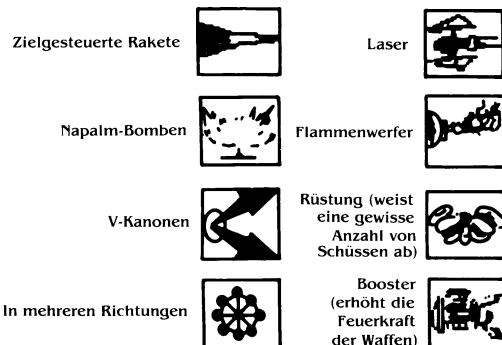 Zielgesteuerte Rakete
Laser
Napalm-Bomben
Flammenwerfer
V-Kanonen
Rüstung (weist
eine gewisse
Anzahl von
Schüssen ab)
In mehreren Richtungen
Booster
(erhöht die
Feuerkraft
der Waffen)